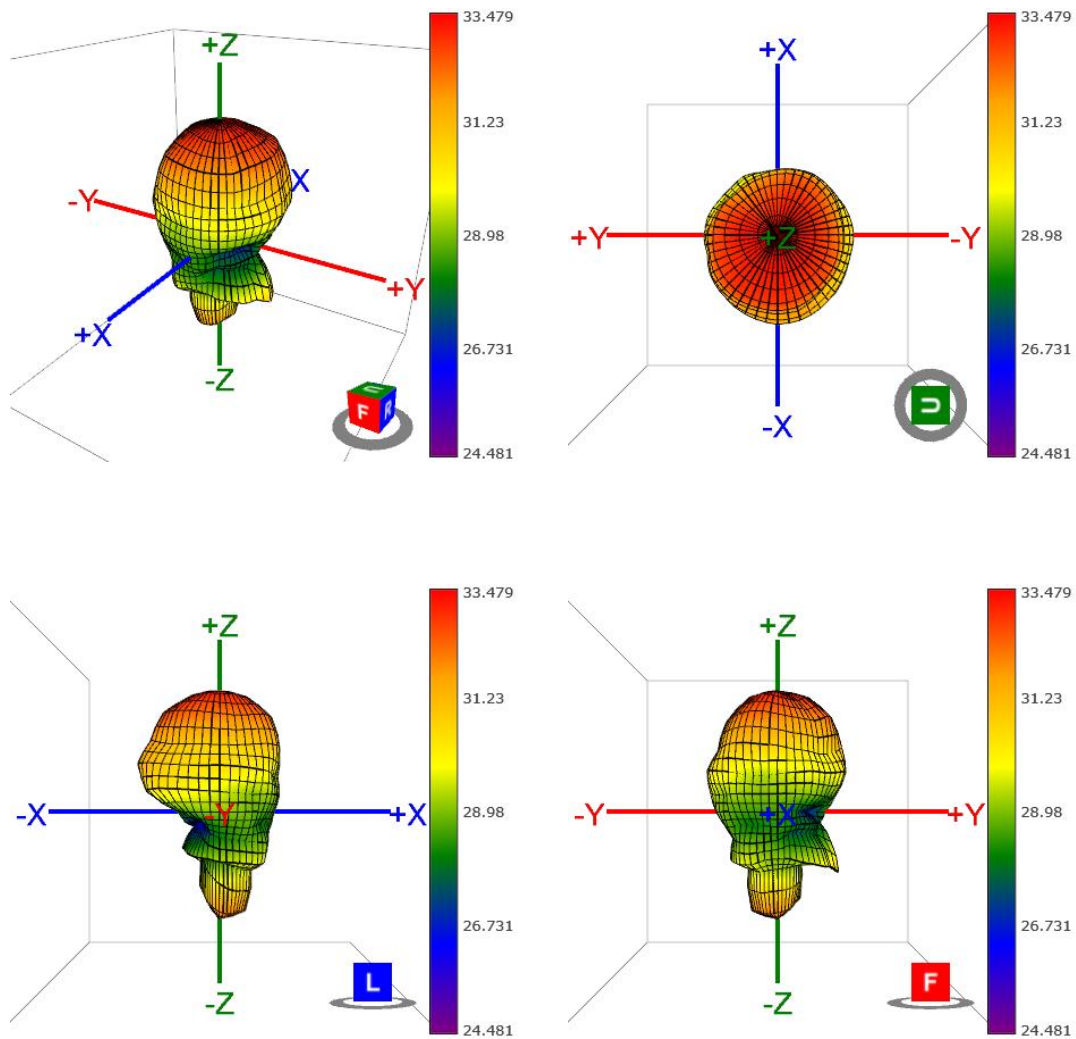 +Z
33.479
31.23
28.98
26.731
24.481
-Y
X
+Y
+X
-Z
U
F
R
+X
33.479
31.23
28.98
26.731
24.481
+Y
+Z
-Y
-X
U
+Z
33.479
31.23
28.98
26.731
24.481
-X
-Y
+X
-Z
L
+Z
33.479
31.23
28.98
26.731
24.481
-Y
+X
+Y
-Z
F